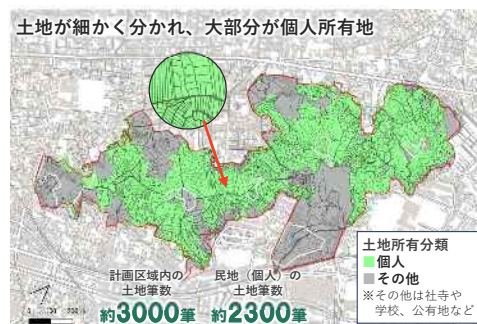 土地が細かく分かれ、大部分が個人所有地
土地所有分類
個人
その他
※その他は社寺や
学校、公有地など
計画区域内の
土地筆数
約3000筆
民地（個人）の
土地筆数
約2300筆